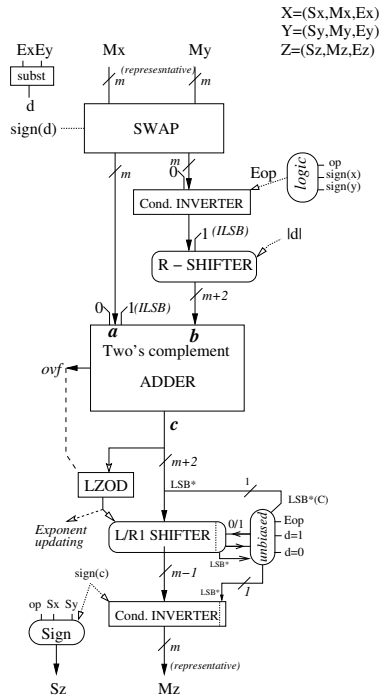 X=(Sx,Mx,Ex)
Y=(Sy,My,Ey)
Z=(Sz,Mz,Ez)
ExEy
Mx
My
subst
(represesntative)
m
m
d
sign(d)
SWAP
m
m
0
Eop
logic
op
sign(x)
sign(y)
Cond. INVERTER
1 (ILSB)
|d|
R – SHIFTER
m+2
0
1(ILSB)
a
b
Two's complement
ADDER
ovf
c
m+2
LZOD
LSB*
1
LSB*(C)
Exponent
updating
L/R1 SHIFTER
0/1
unbiased
Eop
d=1
d=0
LSB*
m–1
sign(c)
LSB*
1
op Sx Sy
Sign
Cond. INVERTER
m
(representative)
Sz
Mz